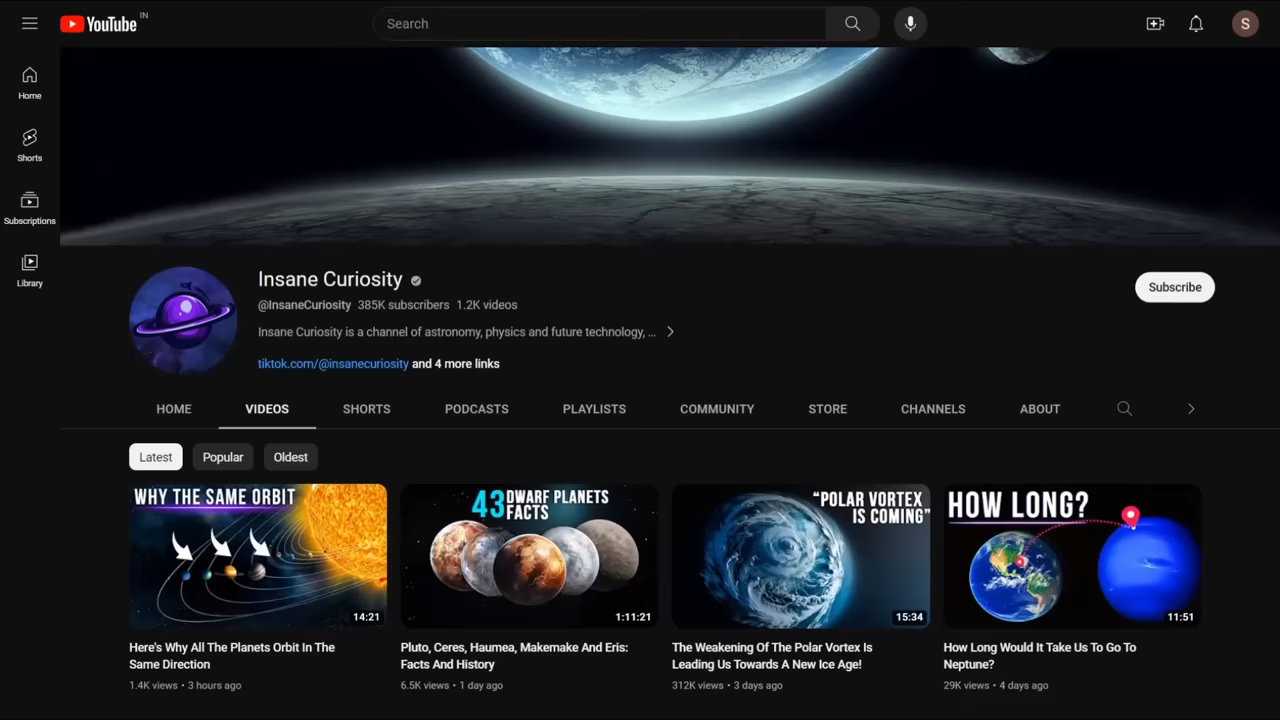 YouTube IN
Search
S
Home
Shorts
Subscriptions
Library
Insane Curiosity
@InsaneCuriosity 385K subscribers 1.2K videos
Insane Curiosity is a channel of astronomy, physics and future technology, ...
tiktok.com/@insanecuriosity and 4 more links
Subscribe
HOME VIDEOS SHORTS PODCASTS PLAYLISTS COMMUNITY STORE CHANNELS ABOUT
Latest Popular Oldest
WHY THE SAME ORBIT
14:21
Here's Why All The Planets Orbit In The
Same Direction
1.4K views • 3 hours ago
43 DWARF PLANETS
FACTS
1:11:21
Pluto, Ceres, Haumea, Makemake And Eris:
Facts And History
6.5K views • 1 day ago
“POLAR VORTEX
IS COMING”
15:34
The Weakening Of The Polar Vortex Is
Leading Us Towards A New Ice Age!
312K views • 3 days ago
HOW LONG?
11:51
How Long Would It Take Us To Go To
Neptune?
29K views • 4 days ago